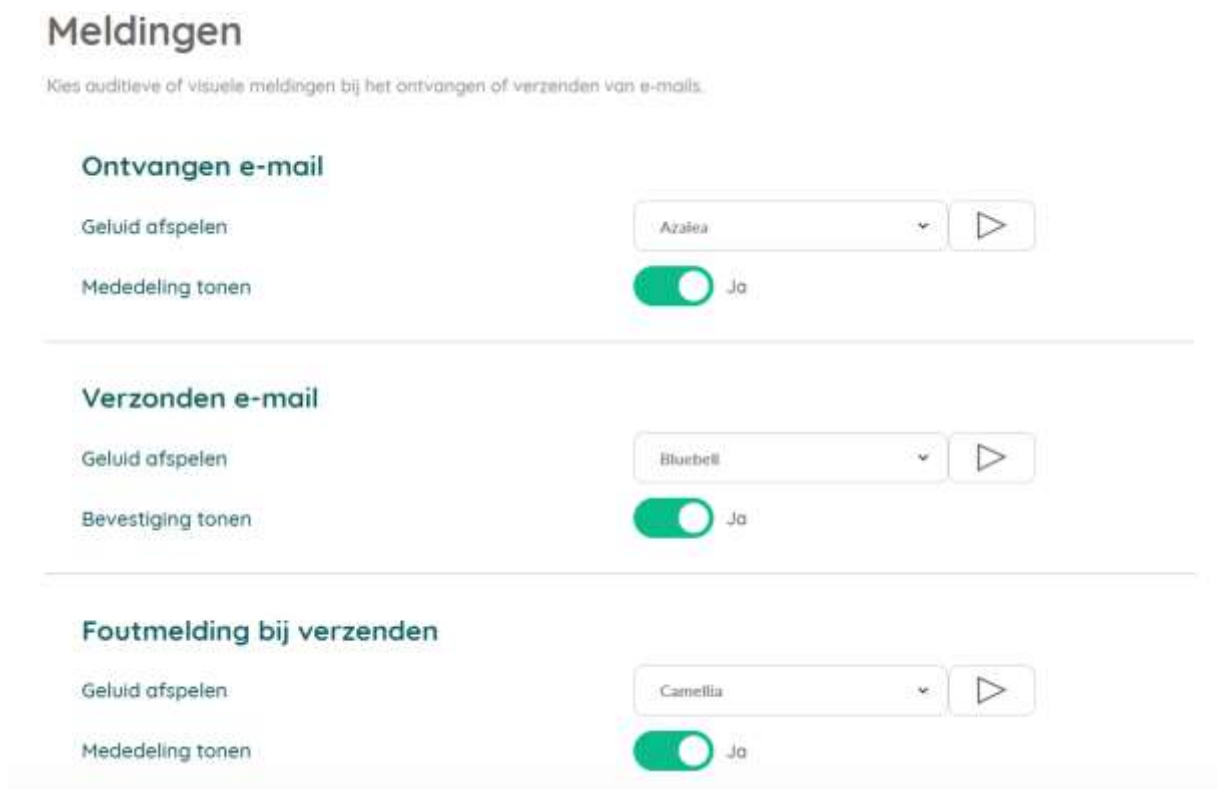 Meldingen
Kies auditieve of visuele meldingen bij het ontvangen of verzenden van e-mails.
Ontvangen e-mail
Geluid afspelen
Azalea
Mededeling tonen
Ja
Verzonden e-mail
Geluid afspelen
Bluebell
Bevestiging tonen
Ja
Foutmelding bij verzenden
Geluid afspelen
Camellia
Mededeling tonen
Ja